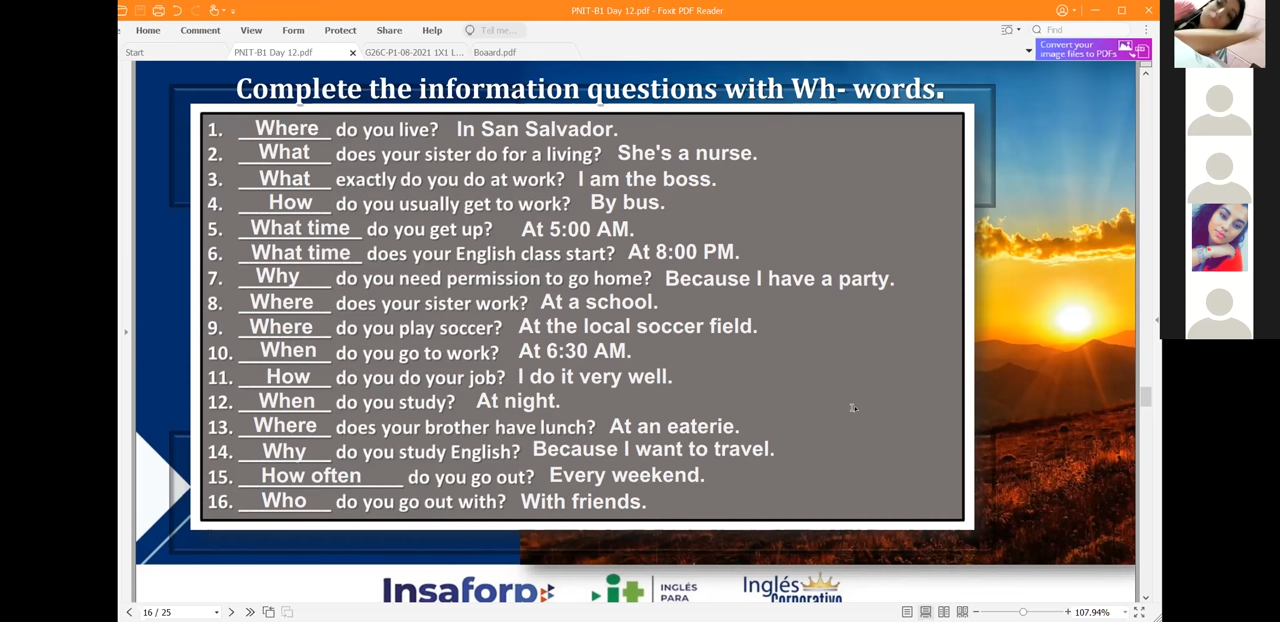 PNIT-B1 Day 12.pdf - Foxit PDF Reader
Home Comment View Form Protect Share Help Tell me... Find
Start PNIT-B1 Day 12.pdf G26C-P1-08-2021 1X1 L... Boaard.pdf
Convert your
image files to PDFs
Complete the information questions with Wh- words.
1. Where do you live? In San Salvador.
2. What does your sister do for a living? She's a nurse.
3. What exactly do you do at work? I am the boss.
4. How do you usually get to work? By bus.
5. What time do you get up? At 5:00 AM.
6. What time does your English class start? At 8:00 PM.
7. Why do you need permission to go home? Because I have a party.
8. Where does your sister work? At a school.
9. Where do you play soccer? At the local soccer field.
10. When do you go to work? At 6:30 AM.
11. How do you do your job? I do it very well.
12. When do you study? At night.
13. Where does your brother have lunch? At an eaterie.
14. Why do you study English? Because I want to travel.
15. How often do you go out? Every weekend.
16. Who do you go out with? With friends.
Insaforp it INGLÉS PARA Inglés Corporativo
16 / 25 107.94%